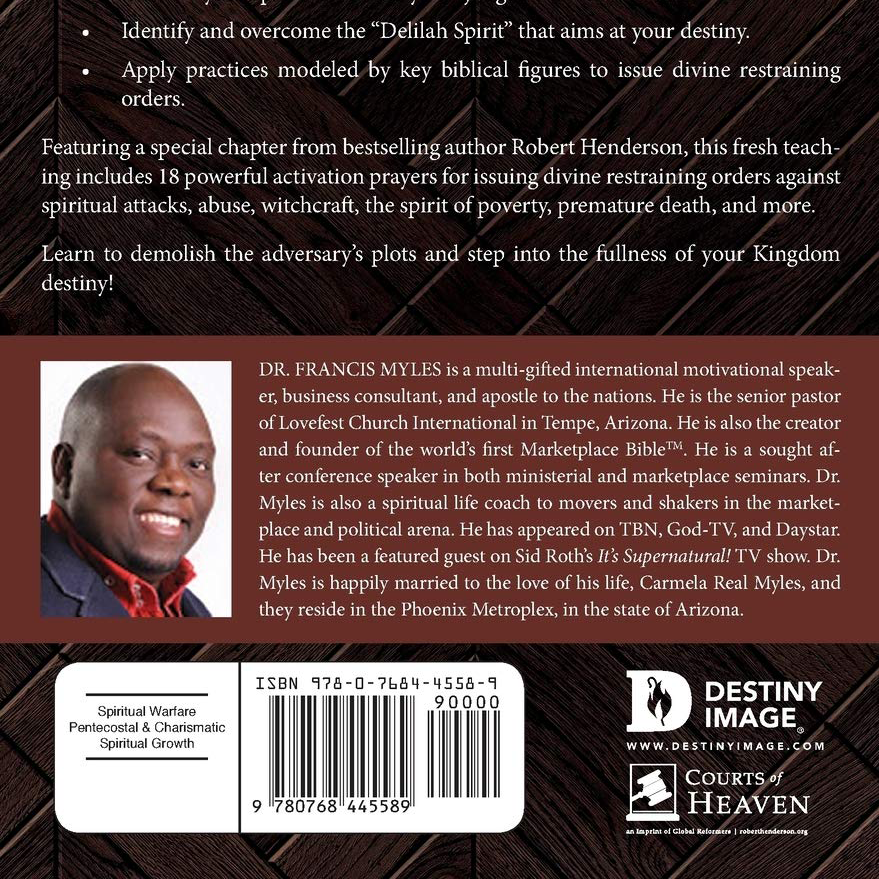 • Identify and overcome the “Delilah Spirit” that aims at your destiny.
• Apply practices modeled by key biblical figures to issue divine restraining
orders.
Featuring a special chapter from bestselling author Robert Henderson, this fresh teach-
ing includes 18 powerful activation prayers for issuing divine restraining orders against
spiritual attacks, abuse, witchcraft, the spirit of poverty, premature death, and more.
Learn to demolish the adversary’s plots and step into the fullness of your Kingdom
destiny!
DR. FRANCIS MYLES is a multi-gifted international motivational speak-
er, business consultant, and apostle to the nations. He is the senior pastor
of Lovefest Church International in Tempe, Arizona. He is also the creator
and founder of the world’s first Marketplace Bible™. He is a sought af-
ter conference speaker in both ministerial and marketplace seminars. Dr.
Myles is also a spiritual life coach to movers and shakers in the market-
place and political arena. He has appeared on TBN, God-TV, and Daystar.
He has been a featured guest on Sid Roth’s It’s Supernatural! TV show. Dr.
Myles is happily married to the love of his life, Carmela Real Myles, and
they reside in the Phoenix Metroplex, in the state of Arizona.
Spiritual Warfare
Pentecostal & Charismatic
Spiritual Growth
ISBN 978-0-7684-4558-9
90000
9 780768 445589
D DESTINY
IMAGE®
WWW.DESTINYIMAGE.COM
COURTS of
HEAVEN
an Imprint of Global Reformers | roberthenderson.org